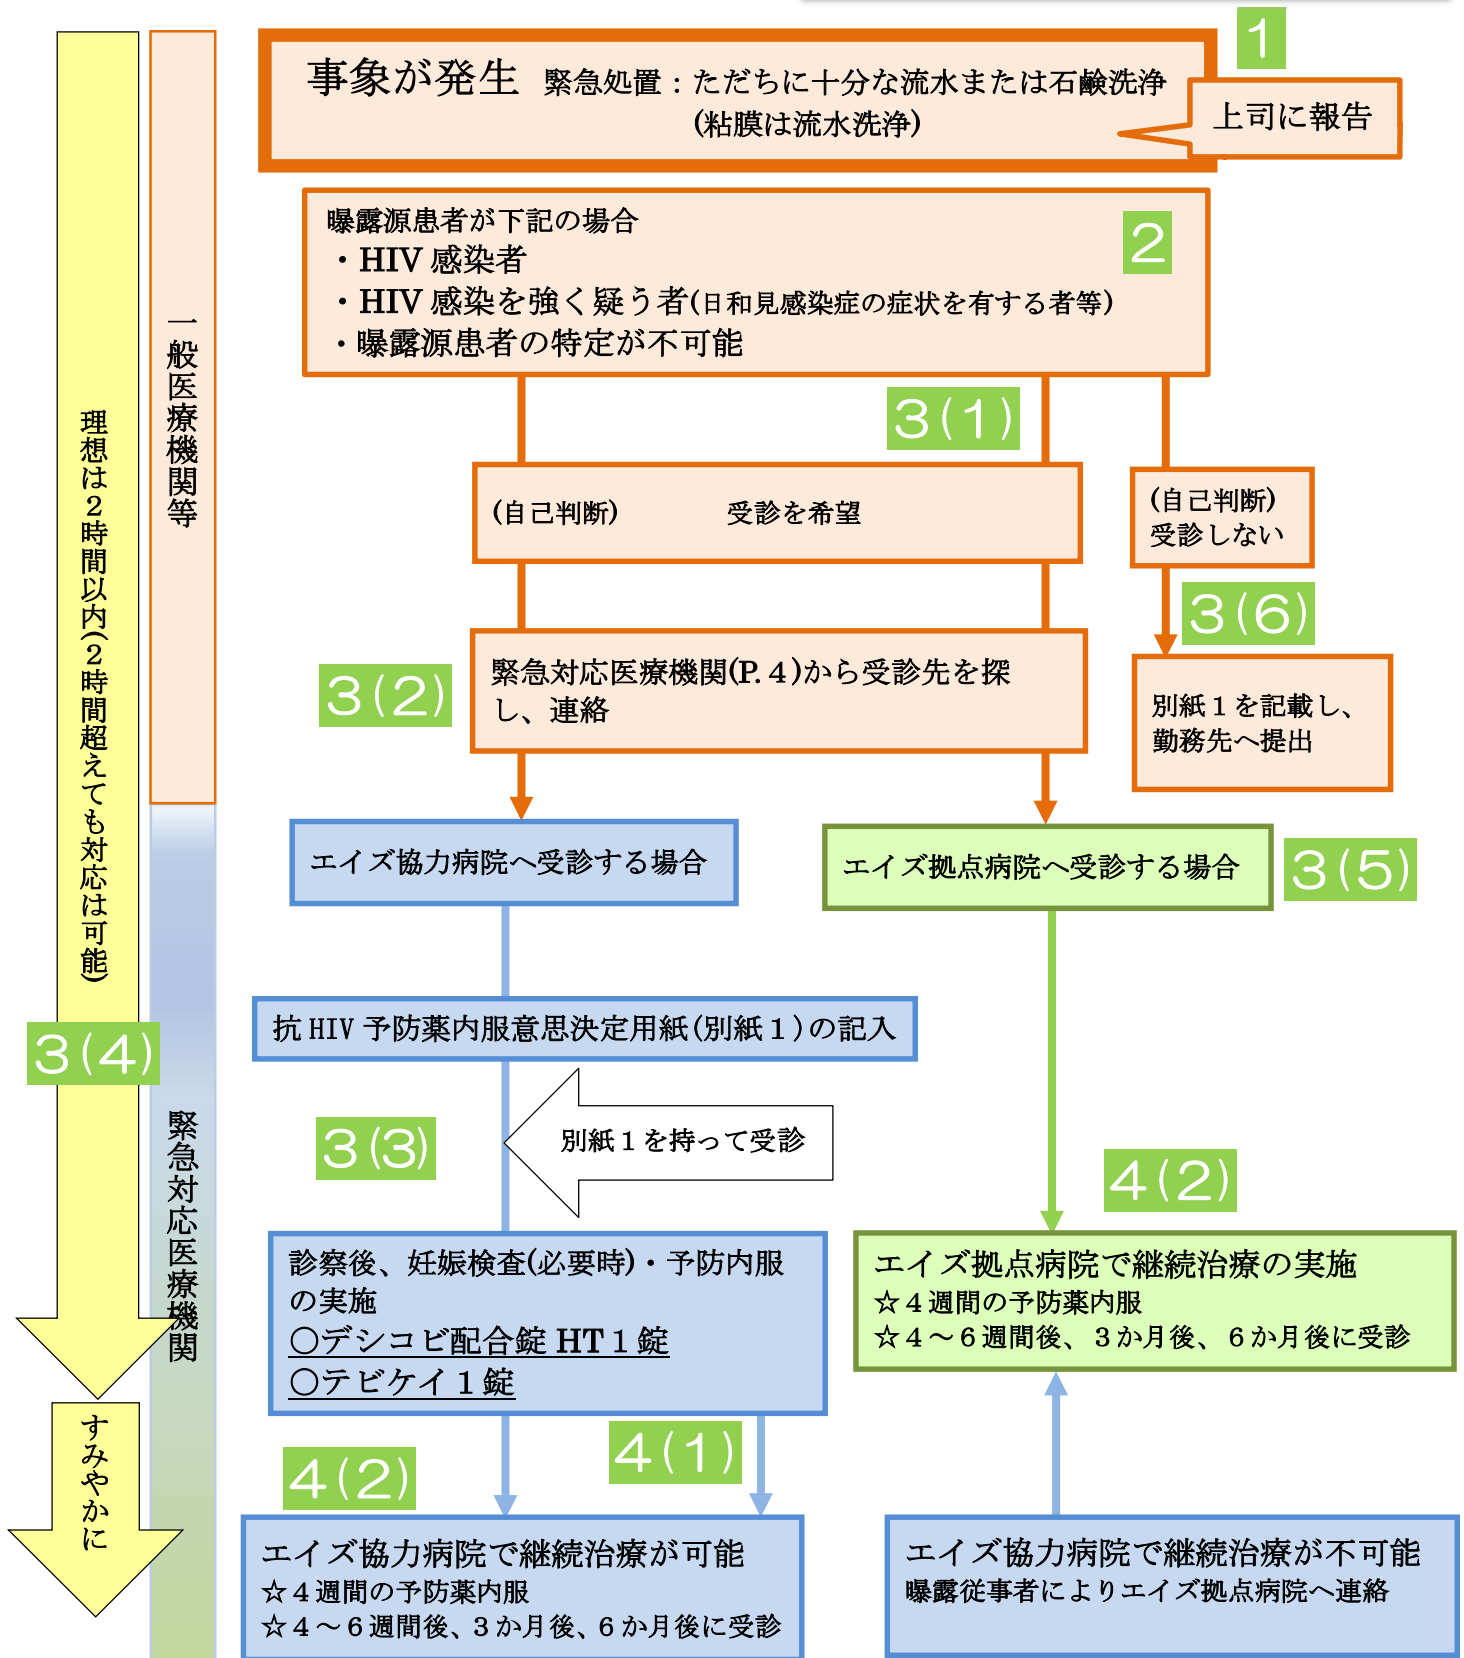 1
事象が発生 緊急処置：ただちに十分な流水または石鹸洗浄
(粘膜は流水洗浄)
上司に報告
曝露源患者が下記の場合
・HIV 感染者
・HIV 感染を強く疑う者(日和見感染症の症状を有する者等)
・曝露源患者の特定が不可能
2
一般医療機関等
理想は２時間以内(２時間超えても対応は可能)
3(1)
(自己判断) 受診を希望
(自己判断)
受診しない
3(6)
3(2)
緊急対応医療機関(P.４)から受診先を探
し、連絡
別紙１を記載し、
勤務先へ提出
エイズ協力病院へ受診する場合
エイズ拠点病院へ受診する場合
3(5)
抗 HIV 予防薬内服意思決定用紙(別紙１)の記入
3(4)
緊急対応医療機関
3(3)
別紙１を持って受診
4(2)
診察後、妊娠検査(必要時)・予防内服
の実施
〇デシコビ配合錠 HT１錠
〇テビケイ１錠
エイズ拠点病院で継続治療の実施
☆４週間の予防薬内服
☆４～６週間後、３か月後、６か月後に受診
すみやかに
4(2)
4(1)
エイズ協力病院で継続治療が可能
☆４週間の予防薬内服
☆４～６週間後、３か月後、６か月後に受診
エイズ協力病院で継続治療が不可能
曝露従事者によりエイズ拠点病院へ連絡